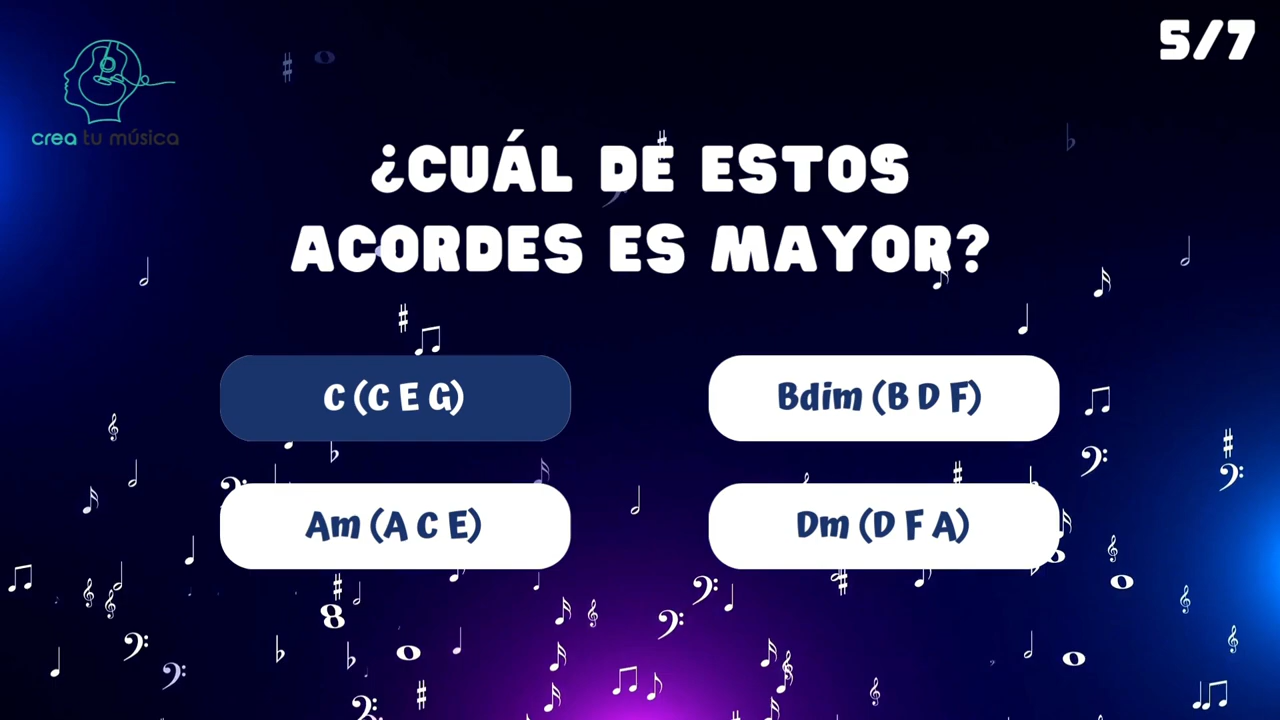 5/7
crea tu música
¿CUÁL DE ESTOS
ACORDES ES MAYOR?
C (C E G)
Bdim (B D F)
Am (A C E)
Dm (D F A)